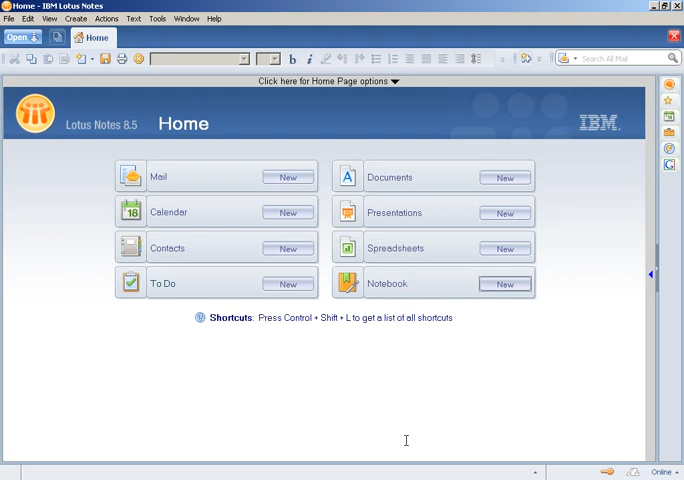 Home - IBM Lotus Notes
File Edit View Create Actions Text Tools Window Help
Open Home
b i Search All Mail
Click here for Home Page options
Lotus Notes 8.5 Home IBM.
Mail New Documents New
18 Calendar New Presentations New
Contacts New Spreadsheets New
To Do New Notebook New
Shortcuts: Press Control + Shift + L to get a list of all shortcuts
Online